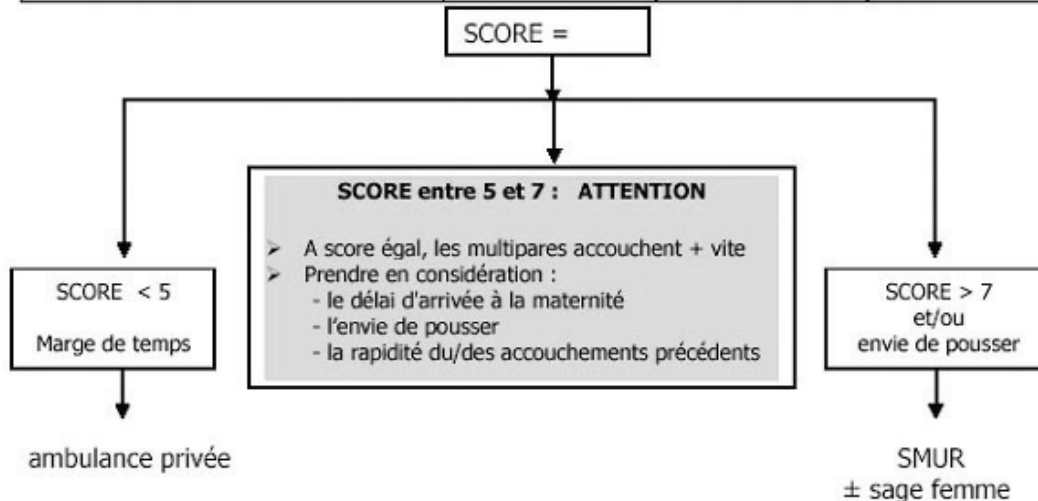 SCORE =
SCORE entre 5 et 7 : ATTENTION
➢ A score égal, les multipares accouchent + vite
➢ Prendre en considération :
- le délai d'arrivée à la maternité
- l'envie de pousser
- la rapidité du/des accouchements précédents
SCORE < 5
Marge de temps
SCORE > 7
et/ou
envie de pousser
ambulance privée
SMUR
± sage femme